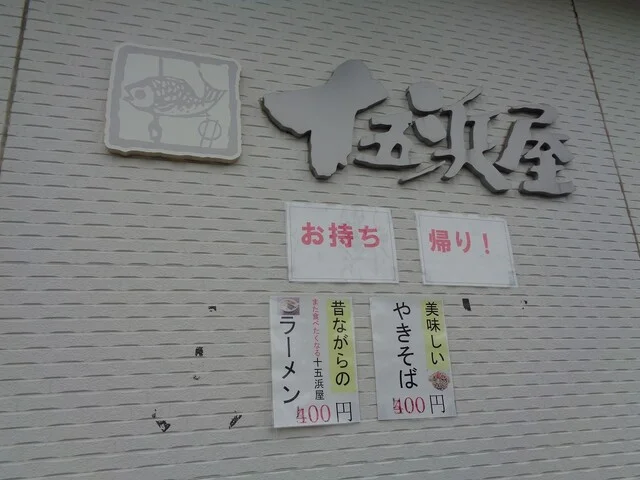 十五浜屋
お持ち
帰り！
昔ながらの
また食べたくなる十五浜屋
ラーメン
400円
美味しい
やきそば
400円